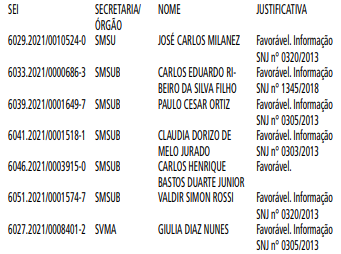 SEI SECRETARIA/ NOME JUSTIFICATIVA
ÓRGÃO
6029.2021/0010524-0 SMSU JOSÉ CARLOS MILANEZ Favorável. Informação
SNJ nº 0320/2013
6033.2021/0000686-3 SMSUB CARLOS EDUARDO RI- Favorável. Informação
BEIRO DA SILVA FILHO SNJ nº 1345/2018
6039.2021/0001649-7 SMSUB PAULO CESAR ORTIZ Favorável. Informação
SNJ nº 0305/2013
6041.2021/0001518-1 SMSUB CLAUDIA DORIZO DE Favorável. Informação
MELO JURADO SNJ nº 0303/2013
6046.2021/0003915-0 SMSUB CARLOS HENRIQUE Favorável.
BASTOS DUARTE JUNIOR
6051.2021/0001574-7 SMSUB VALDIR SIMON ROSSI Favorável. Informação
SNJ nº 0320/2013
6027.2021/0008401-2 SVMA GIULIA DIAZ NUNES Favorável. Informação
SNJ nº 0305/2013